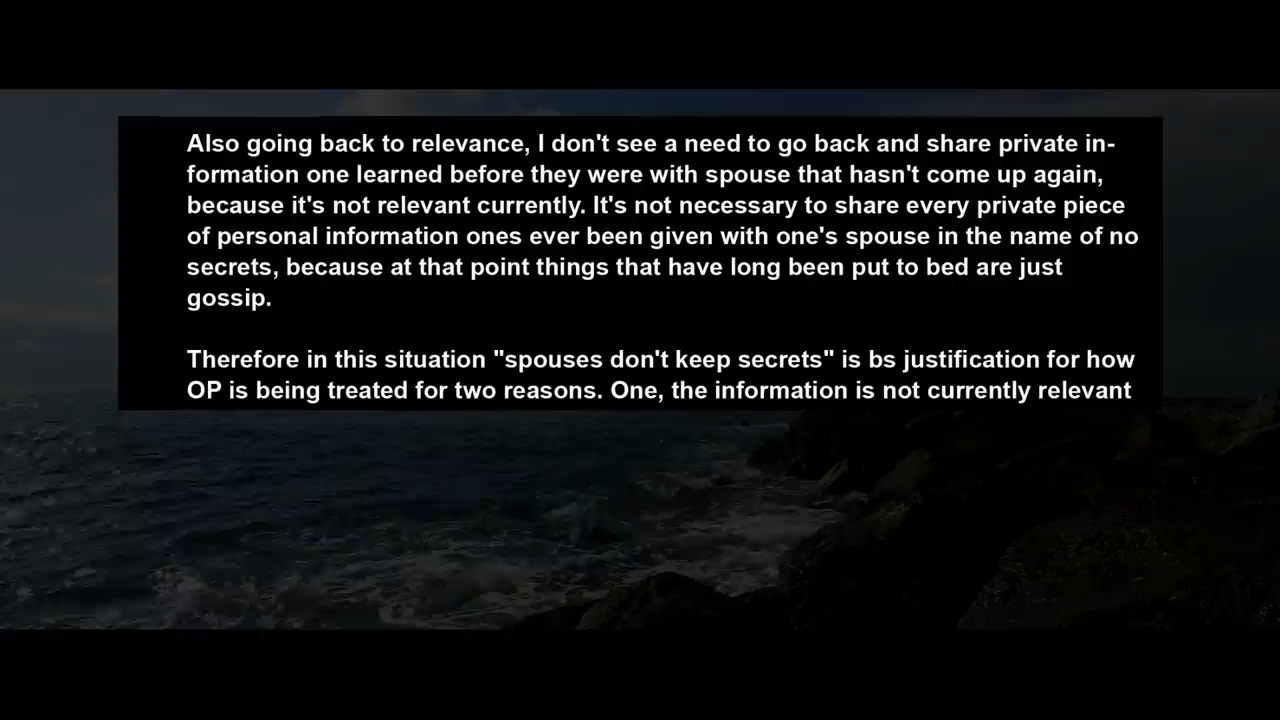 Also going back to relevance, I don't see a need to go back and share private in-
formation one learned before they were with spouse that hasn't come up again,
because it's not relevant currently. It's not necessary to share every private piece
of personal information ones ever been given with one's spouse in the name of no
secrets, because at that point things that have long been put to bed are just
gossip.
Therefore in this situation "spouses don't keep secrets" is bs justification for how
OP is being treated for two reasons. One, the information is not currently relevant